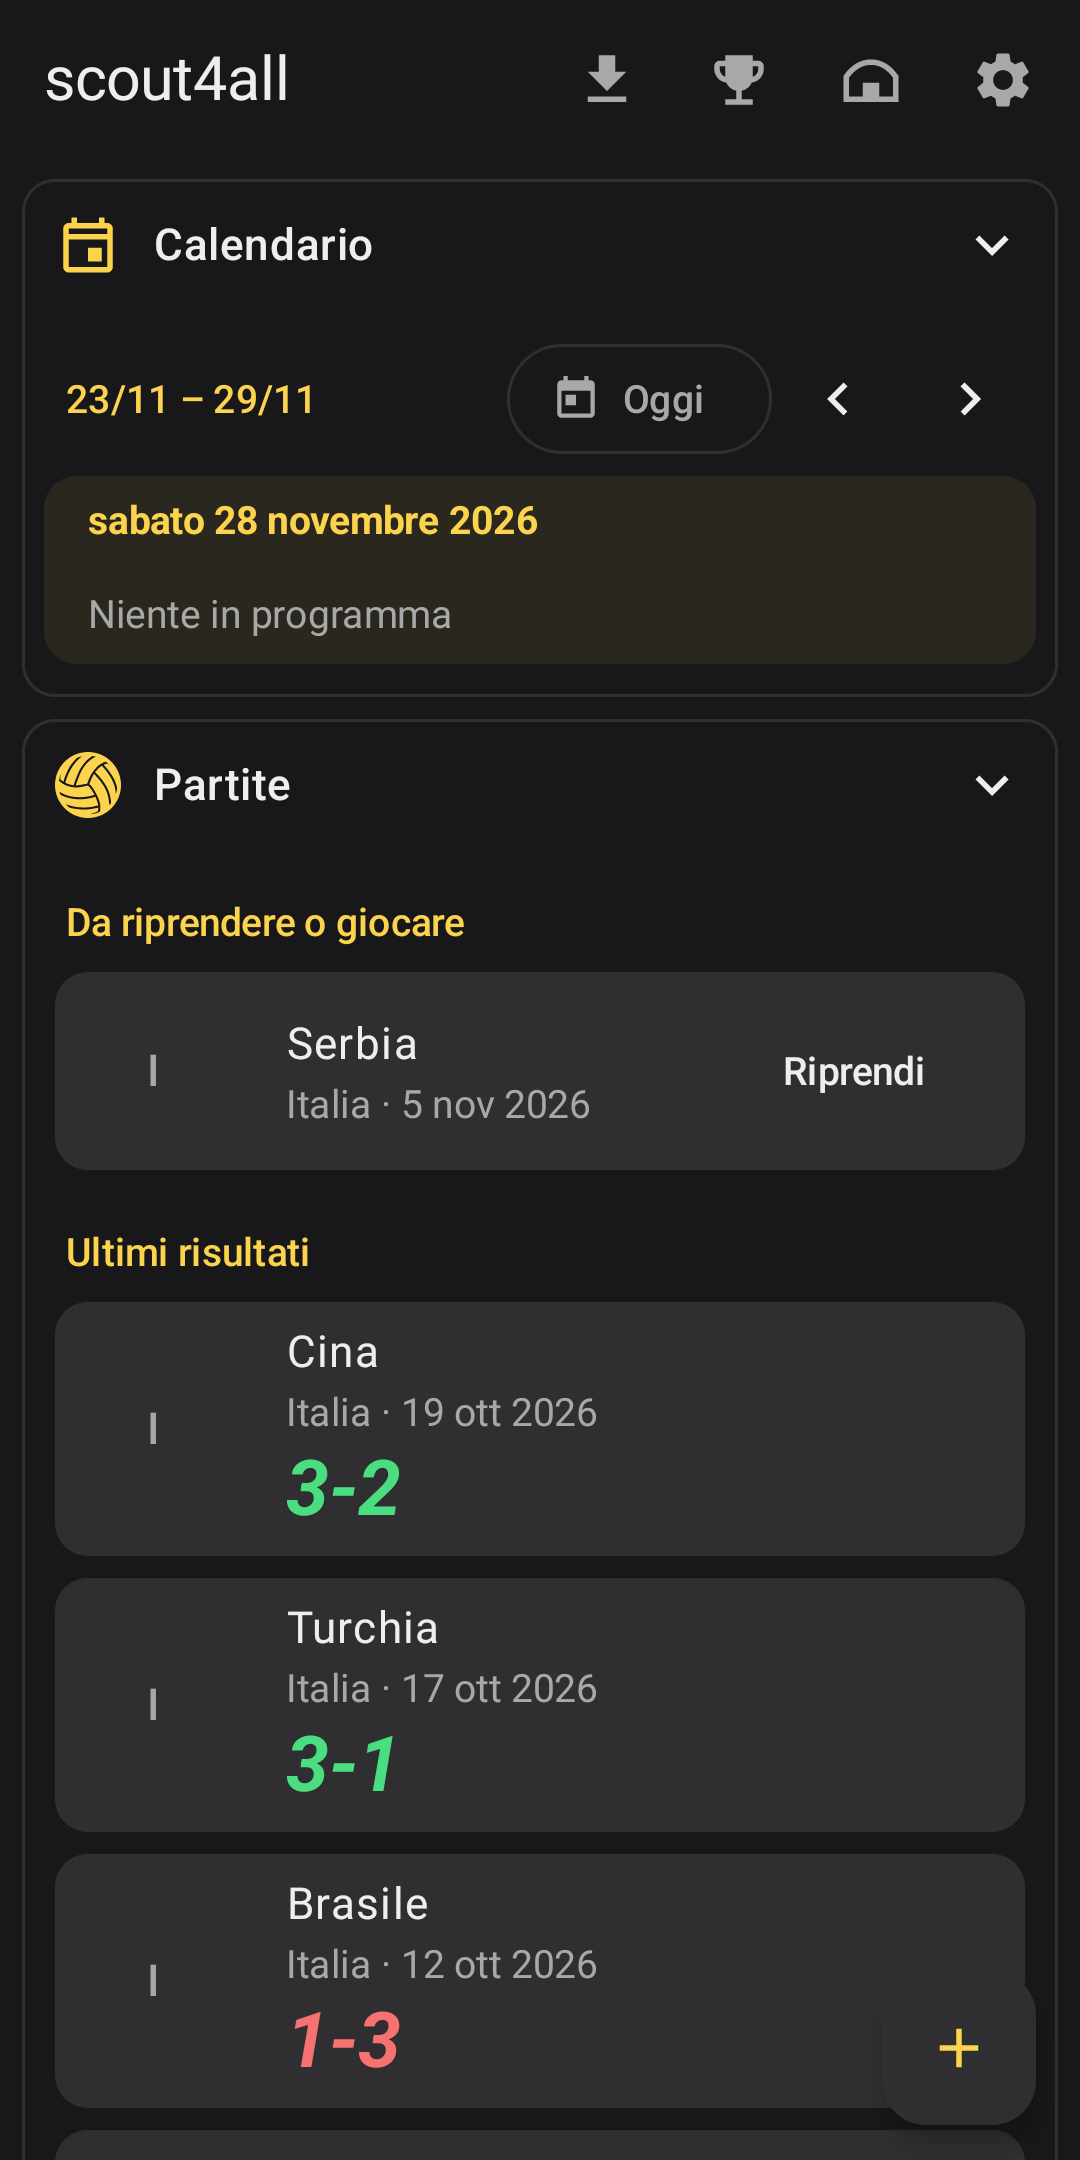 scout4all
Calendario
23/11 – 29/11
Oggi
sabato 28 novembre 2026
Niente in programma
Partite
Da riprendere o giocare
I
Serbia
Italia · 5 nov 2026
Riprendi
Ultimi risultati
I
Cina
Italia · 19 ott 2026
3-2
I
Turchia
Italia · 17 ott 2026
3-1
I
Brasile
Italia · 12 ott 2026
1-3